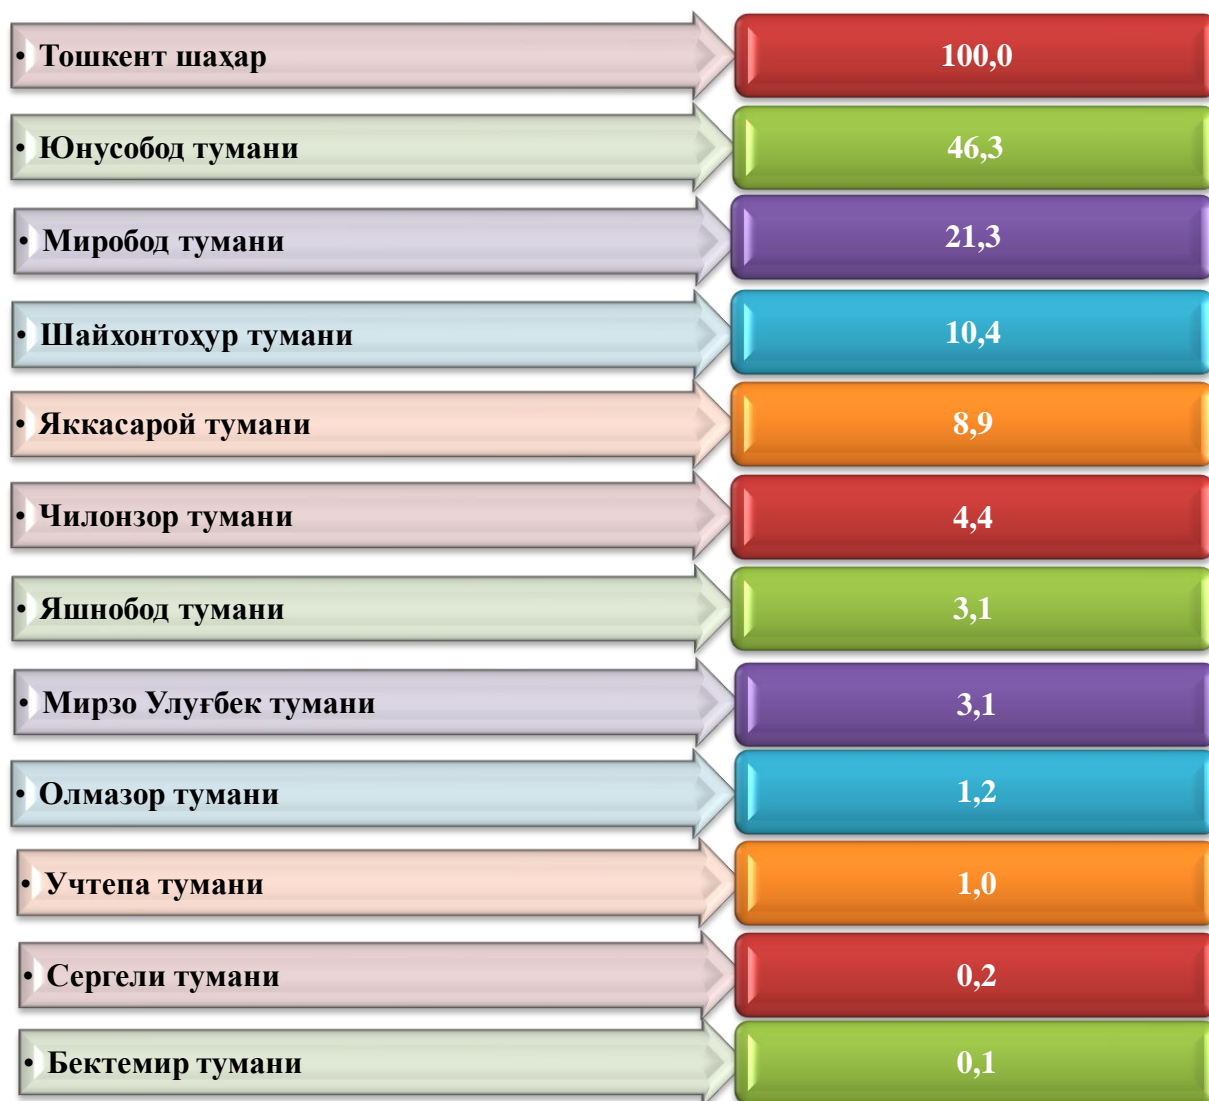 • Тошкент шаҳар 100,0
• Юнусобод тумани 46,3
• Миробод тумани 21,3
• Шайхонтоҳур тумани 10,4
• Яккасарой тумани 8,9
• Чилонзор тумани 4,4
• Яшнобод тумани 3,1
• Мирзо Улуғбек тумани 3,1
• Олмазор тумани 1,2
• Учтепа тумани 1,0
• Сергели тумани 0,2
• Бектемир тумани 0,1